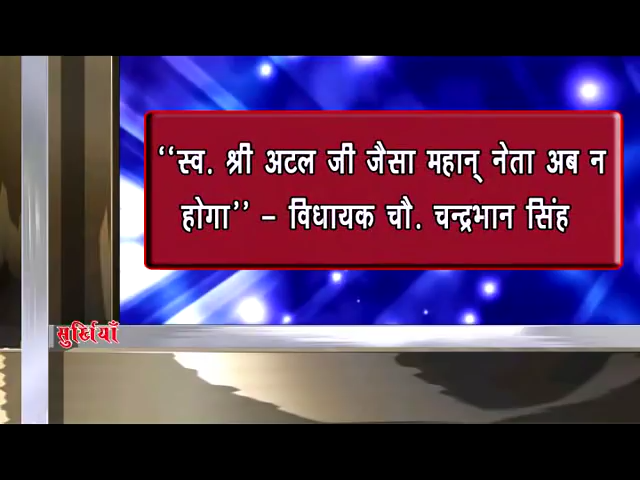 ‘‘स्व. श्री अटल जी जैसा महान् नेता अब न
होगा’’ – विधायक चौ. चन्द्रभान सिंह
सुर्खियाँ